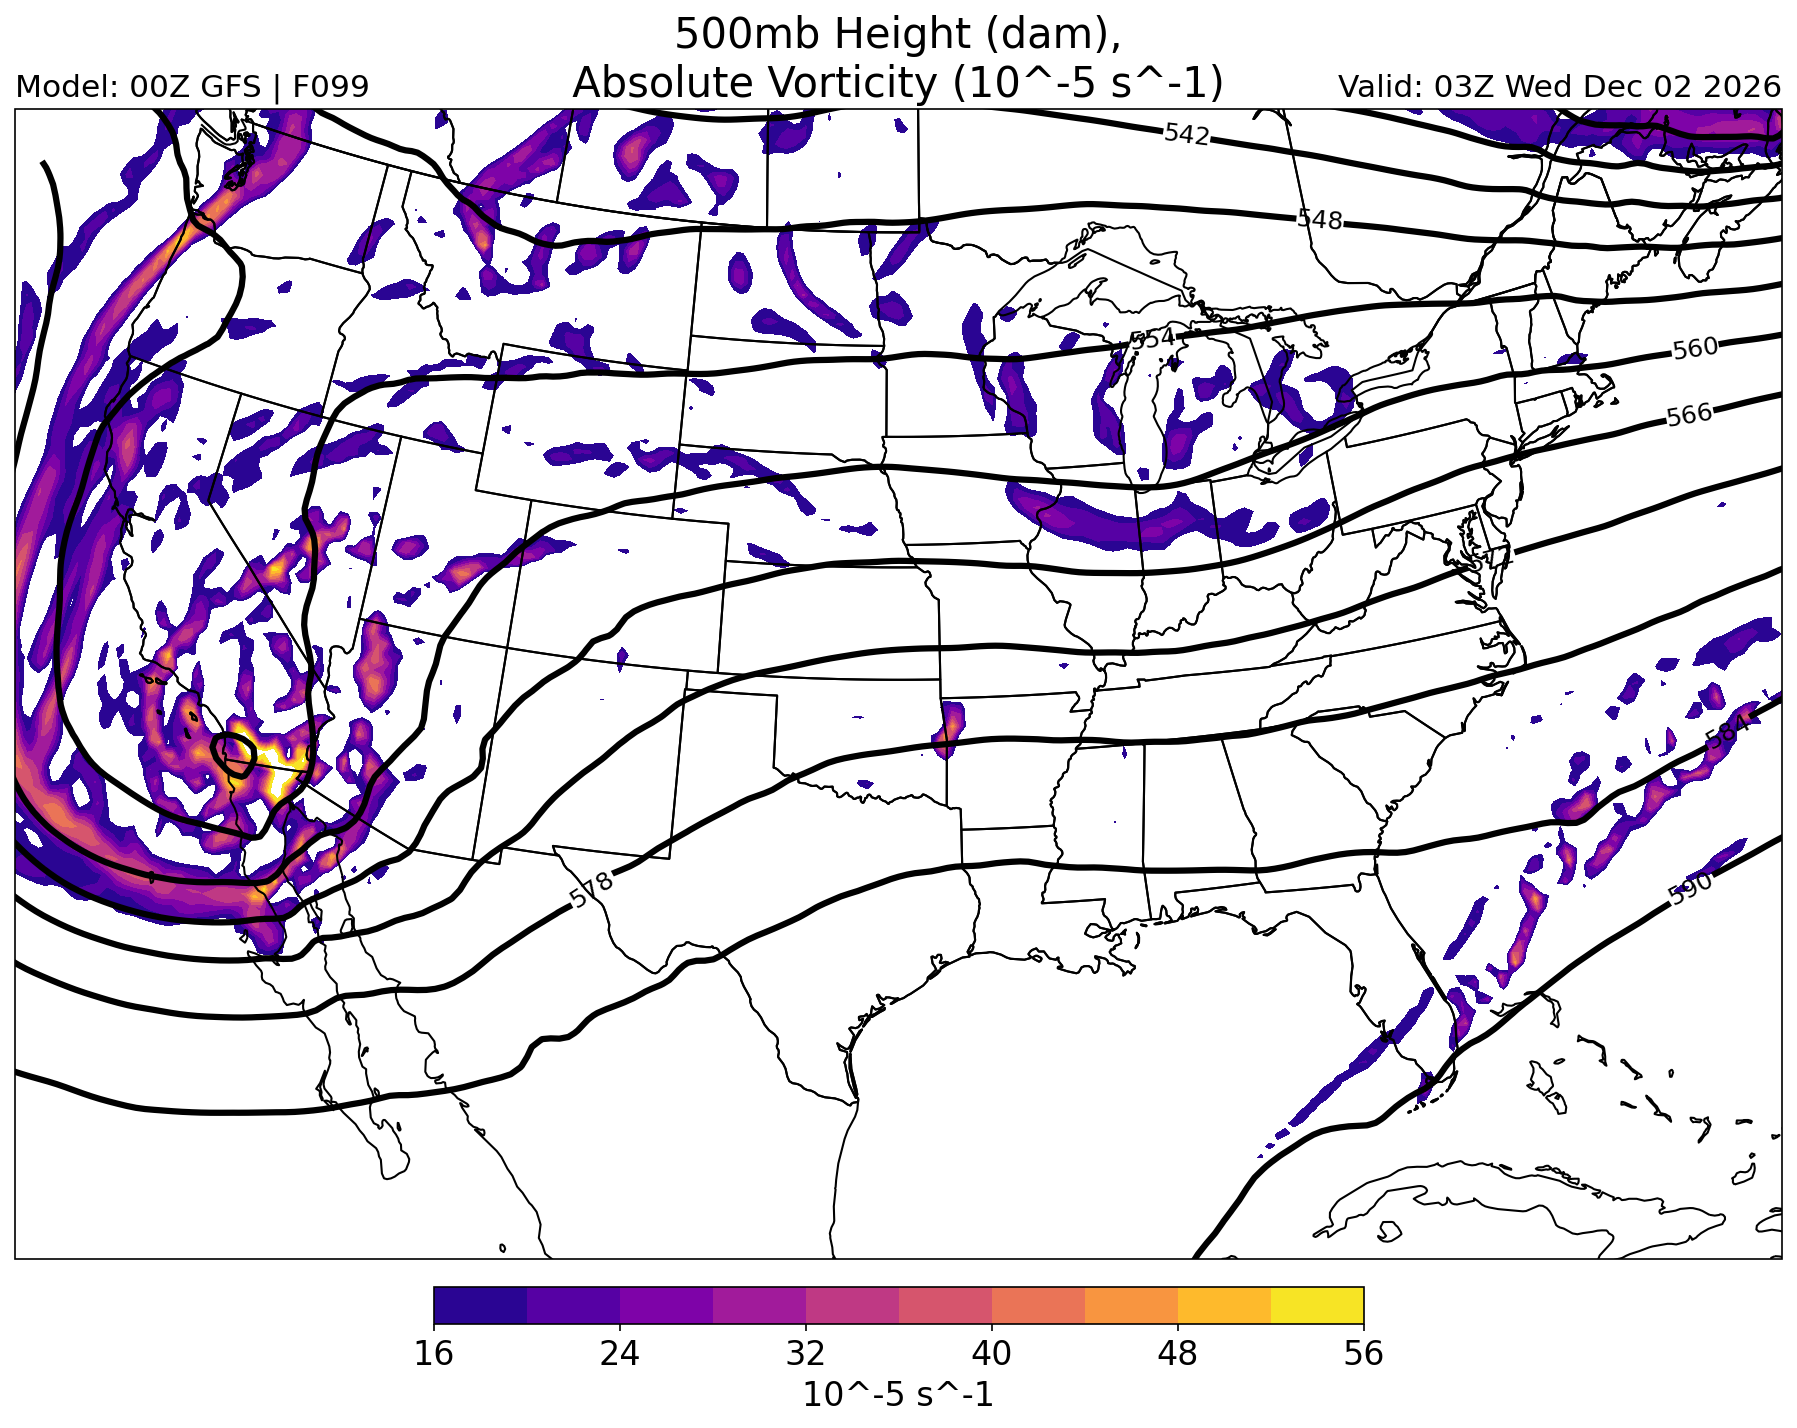 500mb Height (dam),
Model: 00Z GFS | F099
Absolute Vorticity (10^-5 s^-1)
Valid: 03Z Wed Dec 02 2026
542
548
554
560
566
584
578
590
16 24 32 40 48 56
10^-5 s^-1